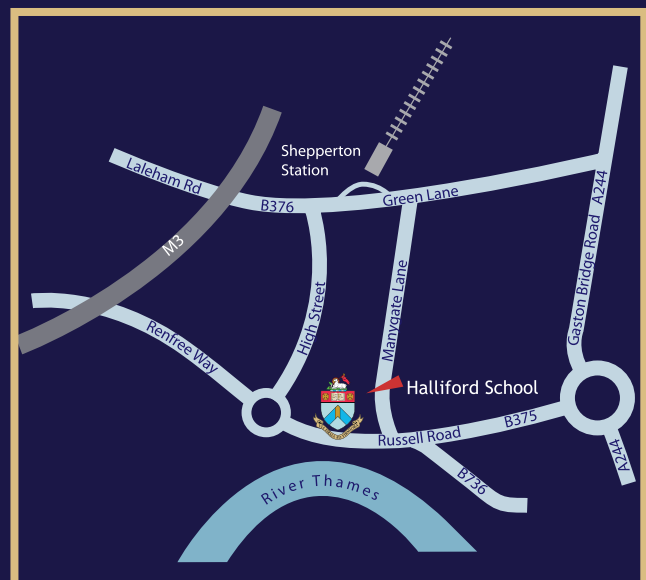 Shepperton
Station
Laleham Rd
B376
Green Lane
A244
M3
Gaston Bridge Road
Manygate Lane
High Street
Renfree Way
Halliford School
B375
Russell Road
A244
B736
River Thames